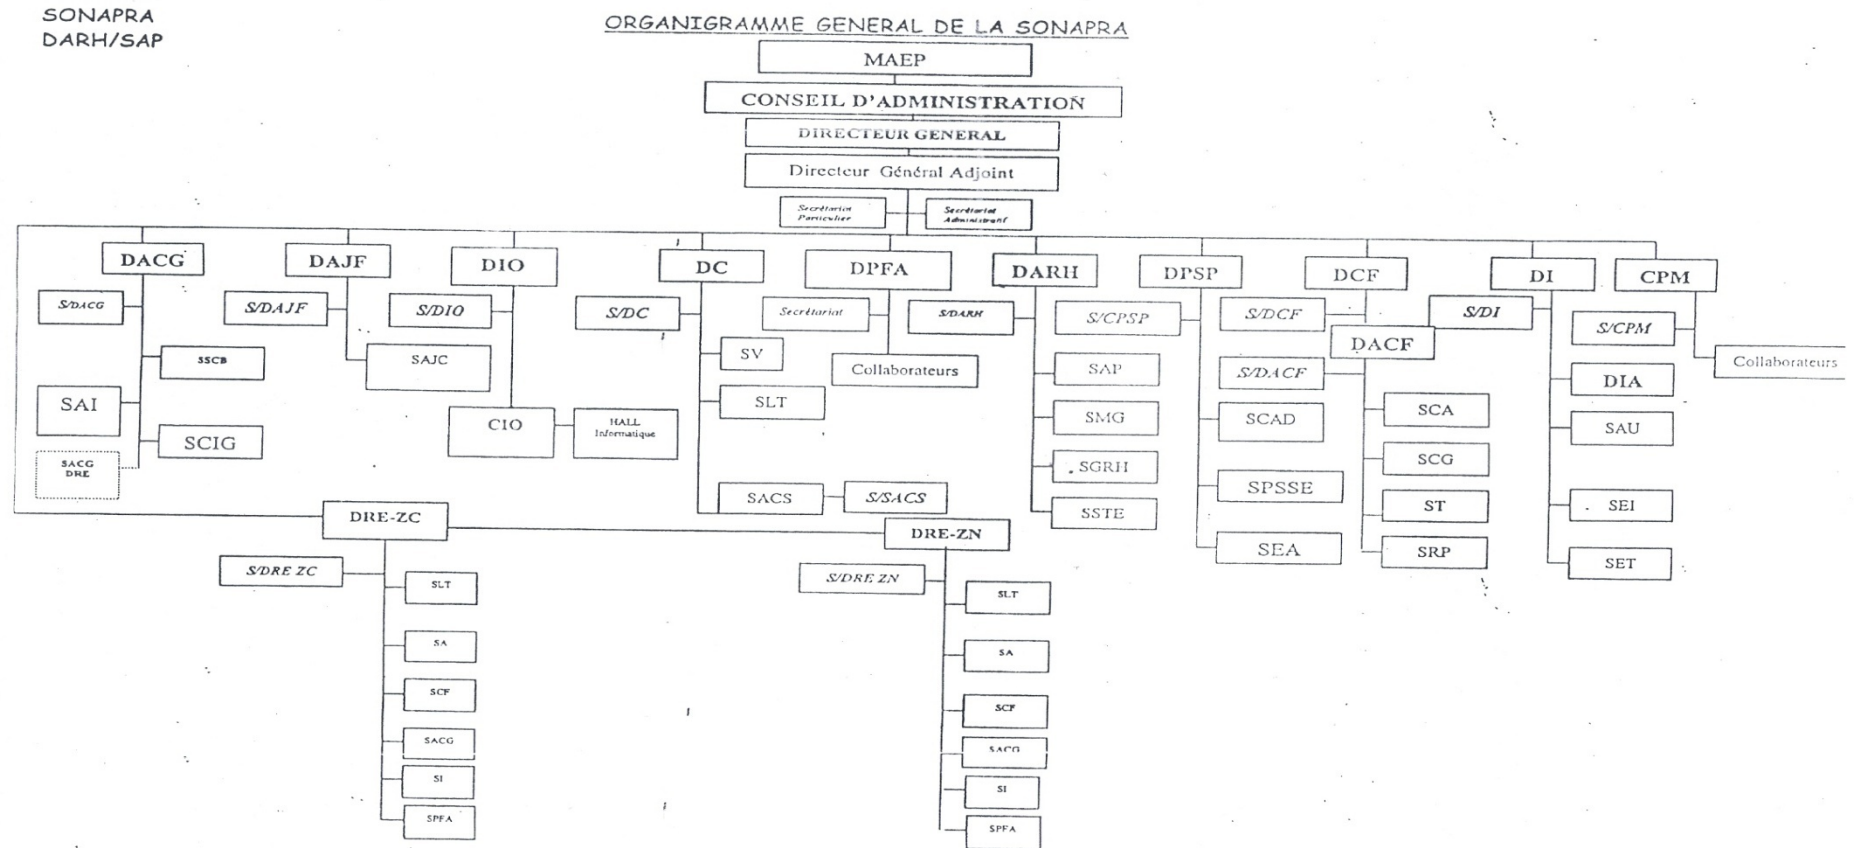 SONAPRA
DARH/SAP
ORGANIGRAMME GENERAL DE LA SONAPRA
MAEP
CONSEIL D'ADMINISTRATION
DIRECTEUR GENERAL
Directeur Général Adjoint
Secrétariat
Particulier
Secrétariat
Administratif
DACG
DAJF
DIO
DC
DPFA
DARH
DPSP
DCF
DI
CPM
S/DACG
S/DAJF
S/DIO
S/DC
Secrétariat
S/DARH
S/CPSP
S/DCF
S/DI
S/CPM
DACF
SSCB
SAJC
SV
Collaborateurs
SAP
S/DACF
DIA
Collaborateurs
SAI
SLT
SMG
SCAD
SCA
SAU
SCIG
CIO
HALL
Informatique
SACG
DRE
SGRH
SCG
SPSSE
SACS
S/SACS
SSTE
ST
SEI
DRE-ZC
DRE-ZN
SEA
SRP
SET
S/DRE ZC
SLT
SA
SCF
SACG
SI
SPFA
S/DRE ZN
SLT
SA
SCF
SACG
SI
SPFA